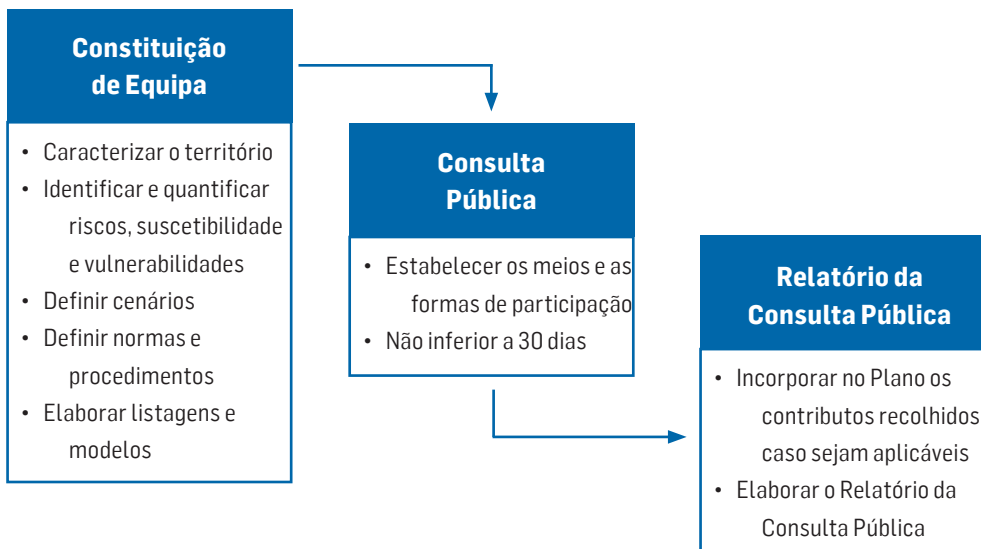 Constituição
de Equipa
• Caracterizar o território
• Identificar e quantificar
riscos, suscetibilidade
e vulnerabilidades
• Definir cenários
• Definir normas e
procedimentos
• Elaborar listagens e
modelos
Consulta
Pública
• Estabelecer os meios e as
formas de participação
• Não inferior a 30 dias
Relatório da
Consulta Pública
• Incorporar no Plano os
contributos recolhidos
caso sejam aplicáveis
• Elaborar o Relatório da
Consulta Pública